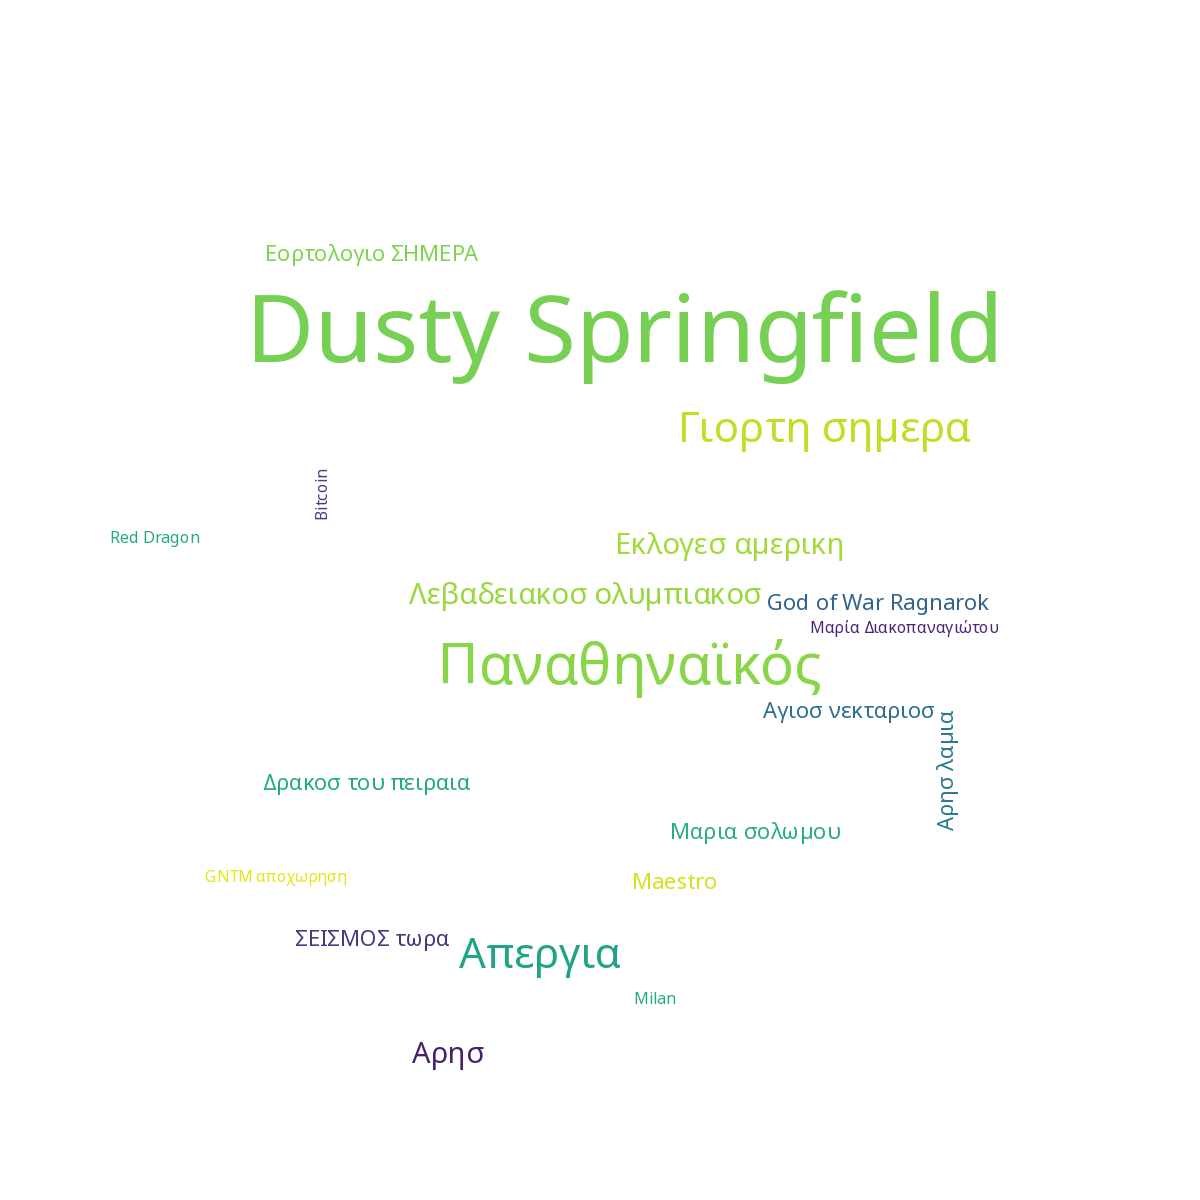 Εορτολογιο ΣΗΜΕΡΑ
Dusty Springfield
Γιορτη σημερα
Bitcoin
Red Dragon
Εκλογεσ αμερικη
Λεβαδειακοσ ολυμπιακοσ
God of War Ragnarok
Μαρία Διακοπαναγιώτου
Παναθηναϊκός
Αγιοσ νεκταριοσ
Αρησ λαμια
Δρακοσ του πειραια
Μαρια σολωμου
GNTM αποχωρηση
Maestro
ΣΕΙΣΜΟΣ τωρα
Απεργια
Milan
Αρησ